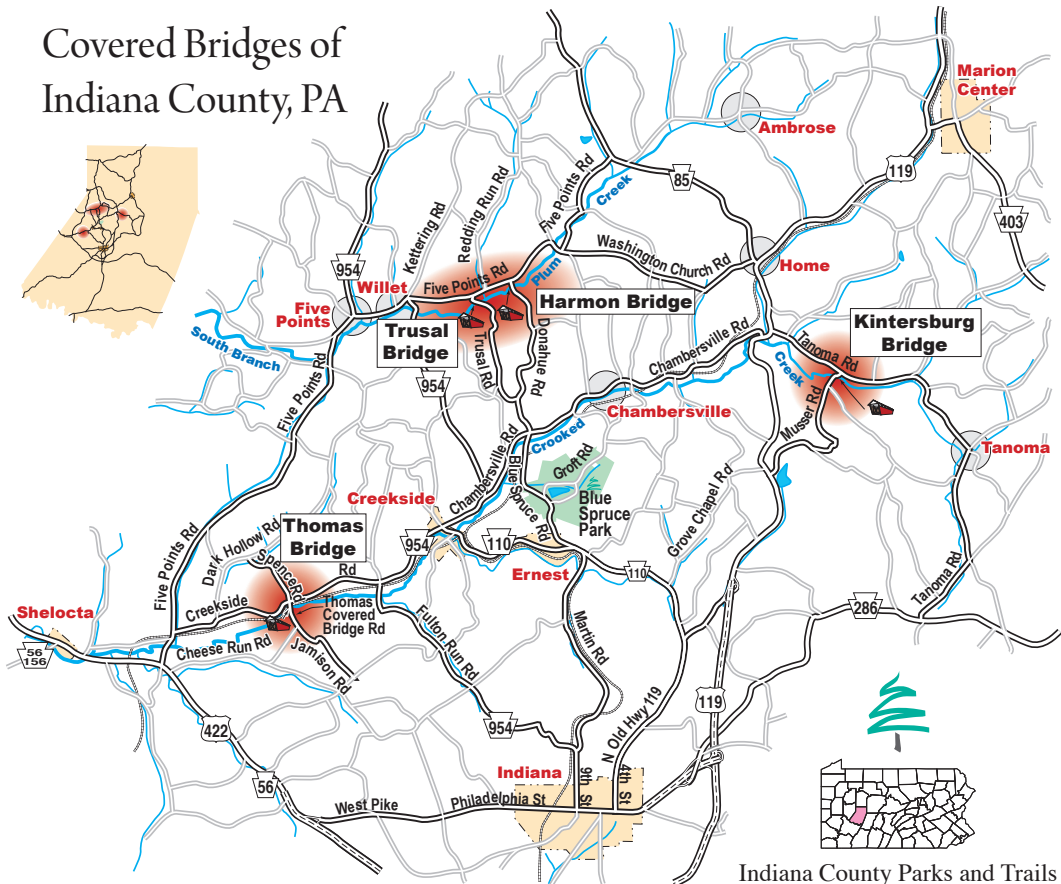 Covered Bridges of
Indiana County, PA
Marion
Center
Ambrose
119
85
403
Five Points Rd
Creek
Redding Run Rd
Kettering Rd
Washington Church Rd
Home
954
Willet
Five Points Rd
Plum
Harmon Bridge
Five
Points
Trusal
Bridge
Kintersburg
Bridge
South Branch
Trusal Rd
Donahue Rd
Chambersville Rd
Tanoma Rd
Creek
954
Five Points Rd
Chambersville
Musser Rd
Crooked
Tanoma
Chambersville Rd
Groft Rd
Blue Spruce Rd
Blue
Spruce
Park
Grove Chapel Rd
Creekside
Thomas
Bridge
Dark Hollow Rd
Five Points Rd
954
110
Ernest
110
Spence Rd
Rd
Creekside
Thomas
Covered
Bridge Rd
Shelocta
286
Tanoma Rd
56
156
Cheese Run Rd
Jamison Rd
Fulton Run Rd
Martin Rd
119
422
954
N Old Hwy 119
Indiana
56
9th St
4th St
West Pike
Philadelphia St
Indiana County Parks and Trails